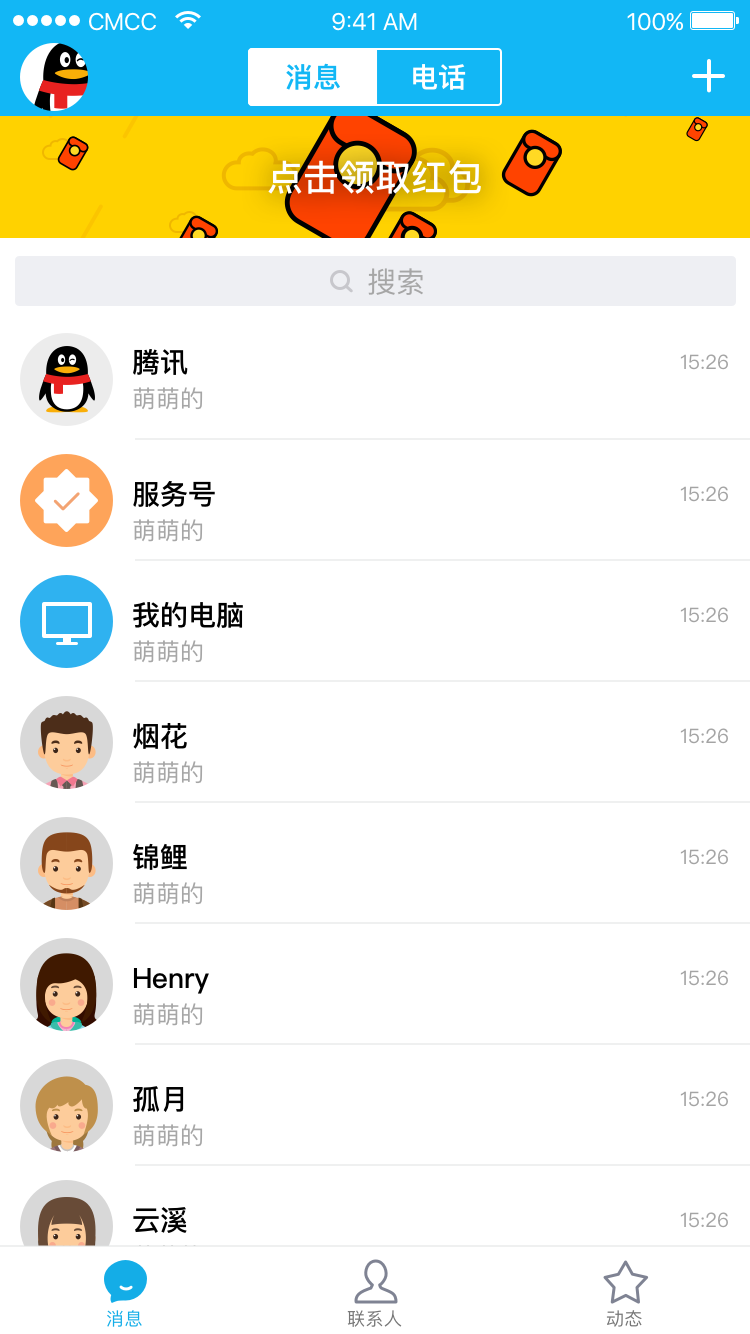 CMCC 9:41 AM 100%
消息 电话
点击领取红包
搜索
腾讯 15:26
萌萌的
服务号 15:26
萌萌的
我的电脑 15:26
萌萌的
烟花 15:26
萌萌的
锦鲤 15:26
萌萌的
Henry 15:26
萌萌的
孤月 15:26
萌萌的
云溪 15:26
消息 联系人 动态